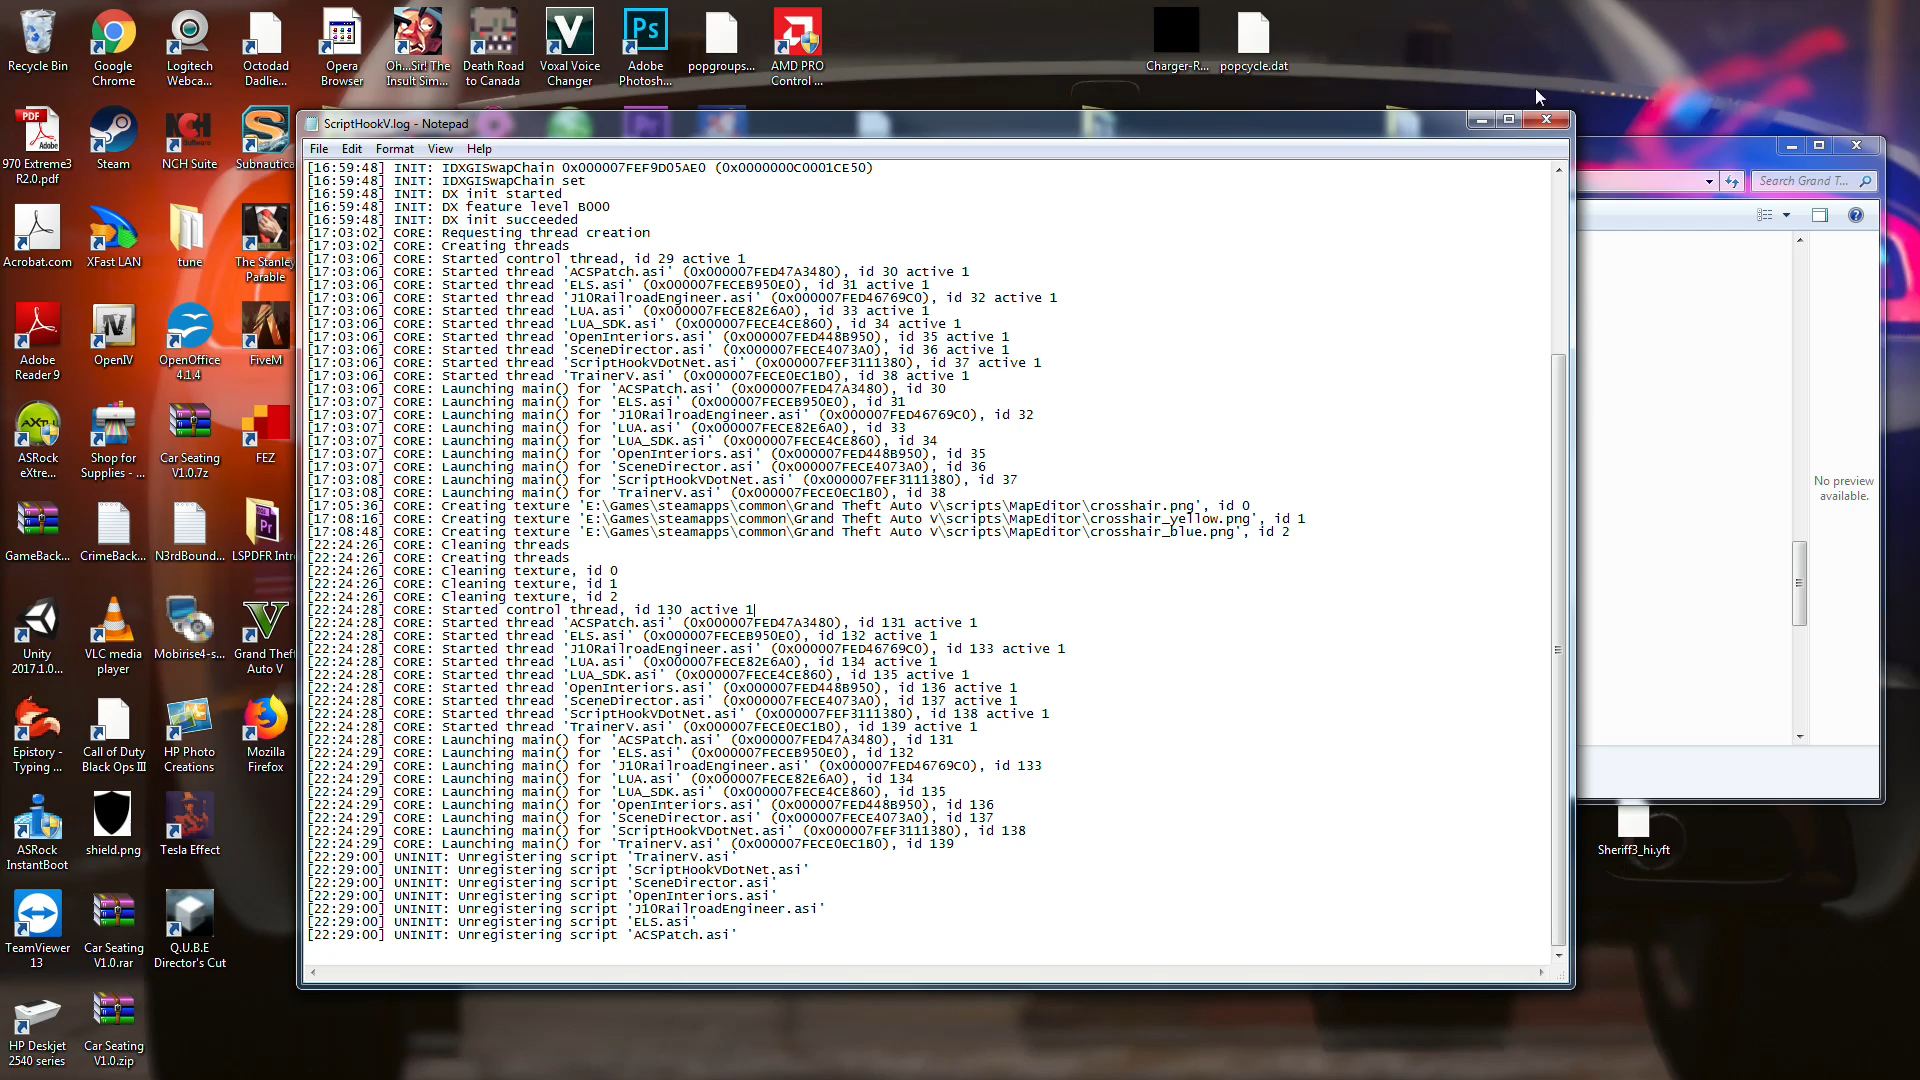 Recycle Bin
Google Chrome
Logitech Webca...
Octodad Dadlie...
Opera Browser
Oh...Sir! The Insult Sim...
Death Road to Canada
Voxal Voice Changer
Adobe Photosh...
popgroups...
AMD PRO Control ...
Charger-R...
popcycle.dat
970 Extreme3 R2.0.pdf
Steam
NCH Suite
Subnautica
Acrobat.com
XFast LAN
tune
The Stanley Parable
Adobe Reader 9
OpenIV
OpenOffice 4.1.4
FiveM
ASRock eXtre...
Shop for Supplies - ...
Car Seating V1.0.7z
FEZ
GameBack...
CrimeBack...
N3rdBound...
LSPDFR Intr
Unity 2017.1.0...
VLC media player
Mobirise4-s...
Grand Theft Auto V
Epistory - Typing ...
Call of Duty Black Ops III
HP Photo Creations
Mozilla Firefox
ASRock InstantBoot
shield.png
Tesla Effect
TeamViewer 13
Car Seating V1.0.rar
Q.U.B.E Director's Cut
HP Deskjet 2540 series
Car Seating V1.0.zip
ScriptHookV.log - Notepad
File Edit Format View Help
[16:59:48] INIT: IDXGISwapChain 0x000007FEF9D05AE0 (0x0000000C0001CE50)
[16:59:48] INIT: IDXGISwapChain set
[16:59:48] INIT: DX init started
[16:59:48] INIT: DX feature level B000
[16:59:48] INIT: DX init succeeded
[17:03:02] CORE: Requesting thread creation
[17:03:02] CORE: Creating threads
[17:03:06] CORE: Started control thread, id 29 active 1
[17:03:06] CORE: Started thread 'ACSPatch.asi' (0x000007FED47A3480), id 30 active 1
[17:03:06] CORE: Started thread 'ELS.asi' (0x000007FECEB950E0), id 31 active 1
[17:03:06] CORE: Started thread 'J10RailroadEngineer.asi' (0x000007FED46769C0), id 32 active 1
[17:03:06] CORE: Started thread 'LUA.asi' (0x000007FECE82E6A0), id 33 active 1
[17:03:06] CORE: Started thread 'LUA_SDK.asi' (0x000007FECE4CE860), id 34 active 1
[17:03:06] CORE: Started thread 'OpenInteriors.asi' (0x000007FED448B950), id 35 active 1
[17:03:06] CORE: Started thread 'SceneDirector.asi' (0x000007FECE4073A0), id 36 active 1
[17:03:06] CORE: Started thread 'ScriptHookVDotNet.asi' (0x000007FEF3111380), id 37 active 1
[17:03:06] CORE: Started thread 'TrainerV.asi' (0x000007FECE0EC1B0), id 38 active 1
[17:03:06] CORE: Launching main() for 'ACSPatch.asi' (0x000007FED47A3480), id 30
[17:03:07] CORE: Launching main() for 'ELS.asi' (0x000007FECEB950E0), id 31
[17:03:07] CORE: Launching main() for 'J10RailroadEngineer.asi' (0x000007FED46769C0), id 32
[17:03:07] CORE: Launching main() for 'LUA.asi' (0x000007FECE82E6A0), id 33
[17:03:07] CORE: Launching main() for 'LUA_SDK.asi' (0x000007FECE4CE860), id 34
[17:03:07] CORE: Launching main() for 'OpenInteriors.asi' (0x000007FED448B950), id 35
[17:03:07] CORE: Launching main() for 'SceneDirector.asi' (0x000007FECE4073A0), id 36
[17:03:08] CORE: Launching main() for 'ScriptHookVDotNet.asi' (0x000007FEF3111380), id 37
[17:03:08] CORE: Launching main() for 'TrainerV.asi' (0x000007FECE0EC1B0), id 38
[17:05:36] CORE: Creating texture 'E:\Games\steamapps\common\Grand Theft Auto V\scripts\MapEditor\crosshair.png', id 0
[17:08:16] CORE: Creating texture 'E:\Games\steamapps\common\Grand Theft Auto V\scripts\MapEditor\crosshair_yellow.png', id 1
[17:08:48] CORE: Creating texture 'E:\Games\steamapps\common\Grand Theft Auto V\scripts\MapEditor\crosshair_blue.png', id 2
[22:24:26] CORE: Cleaning threads
[22:24:26] CORE: Creating threads
[22:24:26] CORE: Cleaning texture, id 0
[22:24:26] CORE: Cleaning texture, id 1
[22:24:26] CORE: Cleaning texture, id 2
[22:24:28] CORE: Started control thread, id 130 active 1
[22:24:28] CORE: Started thread 'ACSPatch.asi' (0x000007FED47A3480), id 131 active 1
[22:24:28] CORE: Started thread 'ELS.asi' (0x000007FECEB950E0), id 132 active 1
[22:24:28] CORE: Started thread 'J10RailroadEngineer.asi' (0x000007FED46769C0), id 133 active 1
[22:24:28] CORE: Started thread 'LUA.asi' (0x000007FECE82E6A0), id 134 active 1
[22:24:28] CORE: Started thread 'LUA_SDK.asi' (0x000007FECE4CE860), id 135 active 1
[22:24:28] CORE: Started thread 'OpenInteriors.asi' (0x000007FED448B950), id 136 active 1
[22:24:28] CORE: Started thread 'SceneDirector.asi' (0x000007FECE4073A0), id 137 active 1
[22:24:28] CORE: Started thread 'ScriptHookVDotNet.asi' (0x000007FEF3111380), id 138 active 1
[22:24:28] CORE: Started thread 'TrainerV.asi' (0x000007FECE0EC1B0), id 139 active 1
[22:24:28] CORE: Launching main() for 'ACSPatch.asi' (0x000007FED47A3480), id 131
[22:24:29] CORE: Launching main() for 'ELS.asi' (0x000007FECEB950E0), id 132
[22:24:29] CORE: Launching main() for 'J10RailroadEngineer.asi' (0x000007FED46769C0), id 133
[22:24:29] CORE: Launching main() for 'LUA.asi' (0x000007FECE82E6A0), id 134
[22:24:29] CORE: Launching main() for 'LUA_SDK.asi' (0x000007FECE4CE860), id 135
[22:24:29] CORE: Launching main() for 'OpenInteriors.asi' (0x000007FED448B950), id 136
[22:24:29] CORE: Launching main() for 'SceneDirector.asi' (0x000007FECE4073A0), id 137
[22:24:29] CORE: Launching main() for 'ScriptHookVDotNet.asi' (0x000007FEF3111380), id 138
[22:24:29] CORE: Launching main() for 'TrainerV.asi' (0x000007FECE0EC1B0), id 139
[22:29:00] UNINIT: Unregistering script 'TrainerV.asi'
[22:29:00] UNINIT: Unregistering script 'ScriptHookVDotNet.asi'
[22:29:00] UNINIT: Unregistering script 'SceneDirector.asi'
[22:29:00] UNINIT: Unregistering script 'OpenInteriors.asi'
[22:29:00] UNINIT: Unregistering script 'J10RailroadEngineer.asi'
[22:29:00] UNINIT: Unregistering script 'ELS.asi'
[22:29:00] UNINIT: Unregistering script 'ACSPatch.asi'
Search Grand T...
No preview available.
Sheriff3_hi.yft